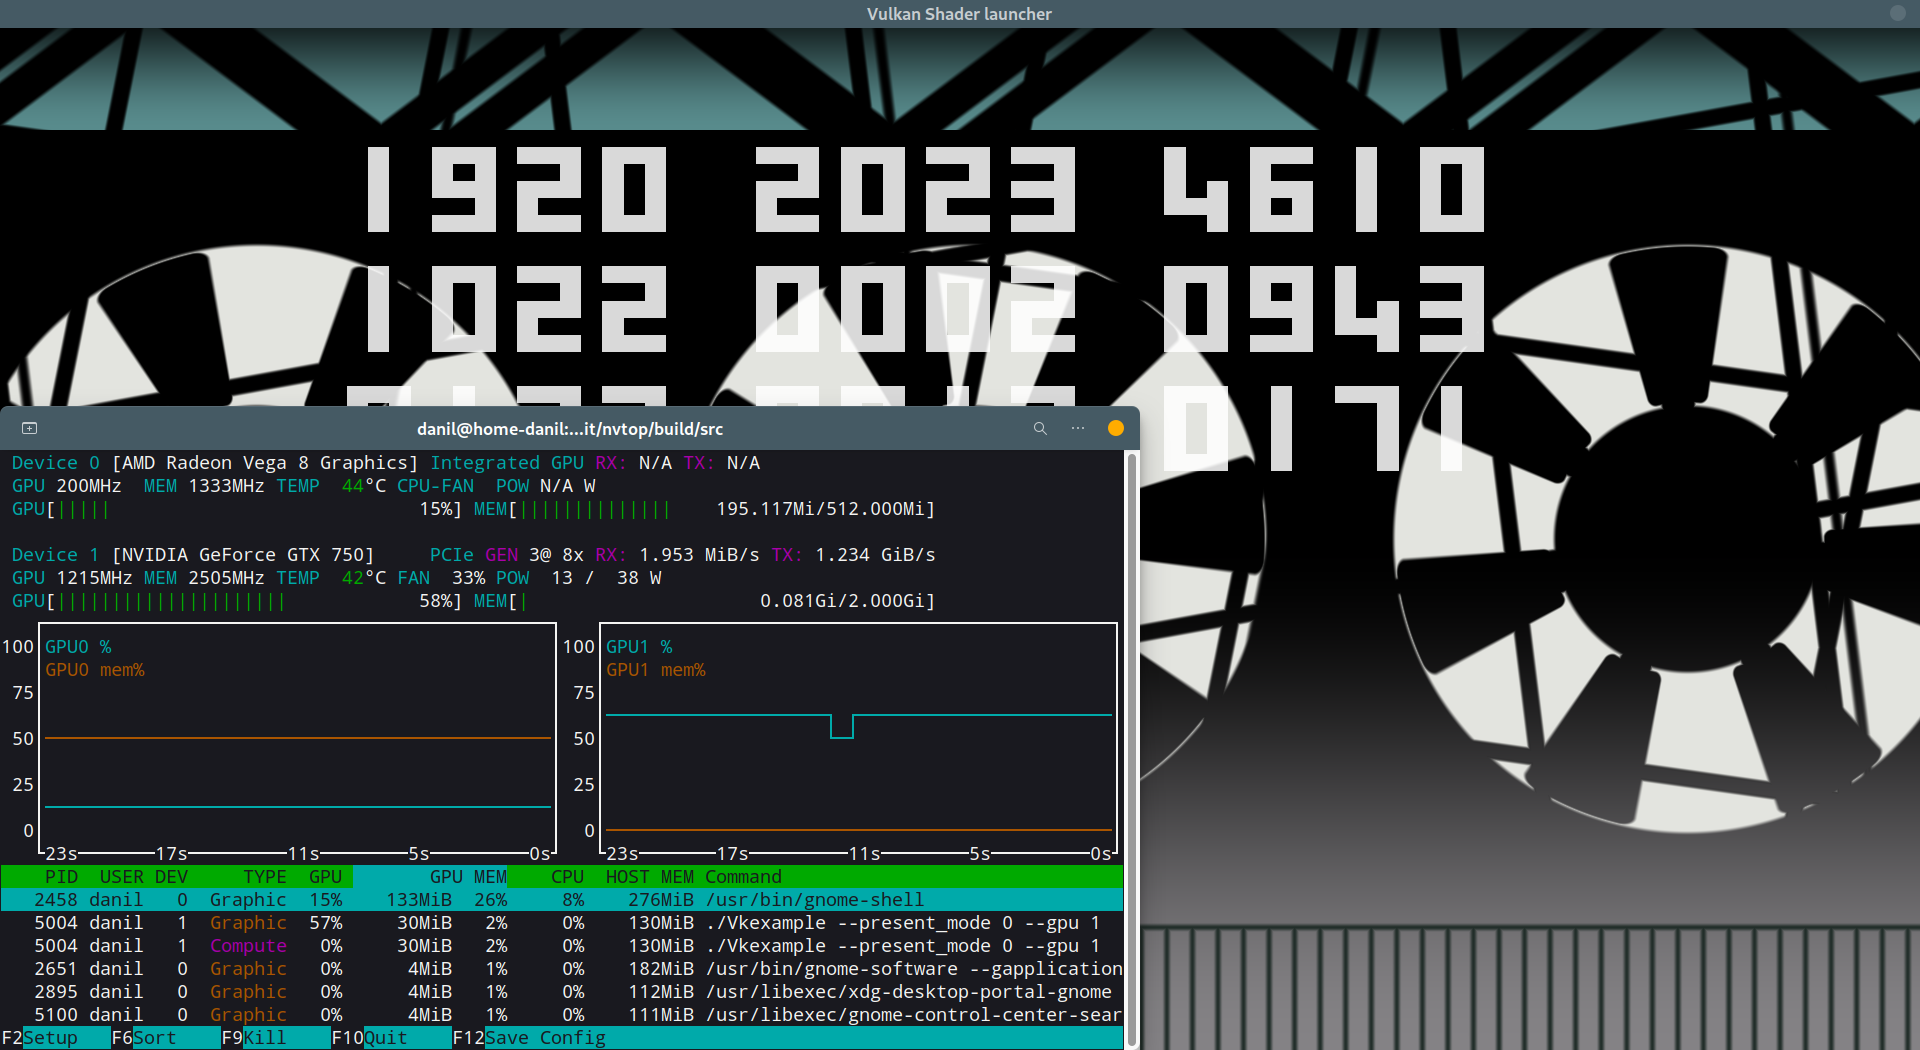 Vulkan Shader launcher
1920 2023 4610
1022 0002 0943
0171
danil@home-danil:...it/nvtop/build/src
Device 0 [AMD Radeon Vega 8 Graphics] Integrated GPU RX: N/A TX: N/A
GPU 200MHz MEM 1333MHz TEMP 44°C CPU-FAN POW N/A W
GPU[||||| 15%] MEM[|||||||||||||| 195.117Mi/512.000Mi]
Device 1 [NVIDIA GeForce GTX 750] PCIe GEN 3@ 8x RX: 1.953 MiB/s TX: 1.234 GiB/s
GPU 1215MHz MEM 2505MHz TEMP 42°C FAN 33% POW 13 / 38 W
GPU[||||||||||||||||||||| 58%] MEM[| 0.081Gi/2.000Gi]
100 GPU0 % 100 GPU1 %
GPU0 mem% GPU1 mem%
75 75
50 50
25 25
0 0
23s 17s 11s 5s 0s 23s 17s 11s 5s 0s
PID USER DEV TYPE GPU GPU MEM CPU HOST MEM Command
2458 danil 0 Graphic 15% 133MiB 26% 8% 276MiB /usr/bin/gnome-shell
5004 danil 1 Graphic 57% 30MiB 2% 0% 130MiB ./Vkexample --present_mode 0 --gpu 1
5004 danil 1 Compute 0% 30MiB 2% 0% 130MiB ./Vkexample --present_mode 0 --gpu 1
2651 danil 0 Graphic 0% 4MiB 1% 0% 182MiB /usr/bin/gnome-software --gapplication
2895 danil 0 Graphic 0% 4MiB 1% 0% 112MiB /usr/libexec/xdg-desktop-portal-gnome
5100 danil 0 Graphic 0% 4MiB 1% 0% 111MiB /usr/libexec/gnome-control-center-sear
F2Setup F6Sort F9Kill F10Quit F12Save Config